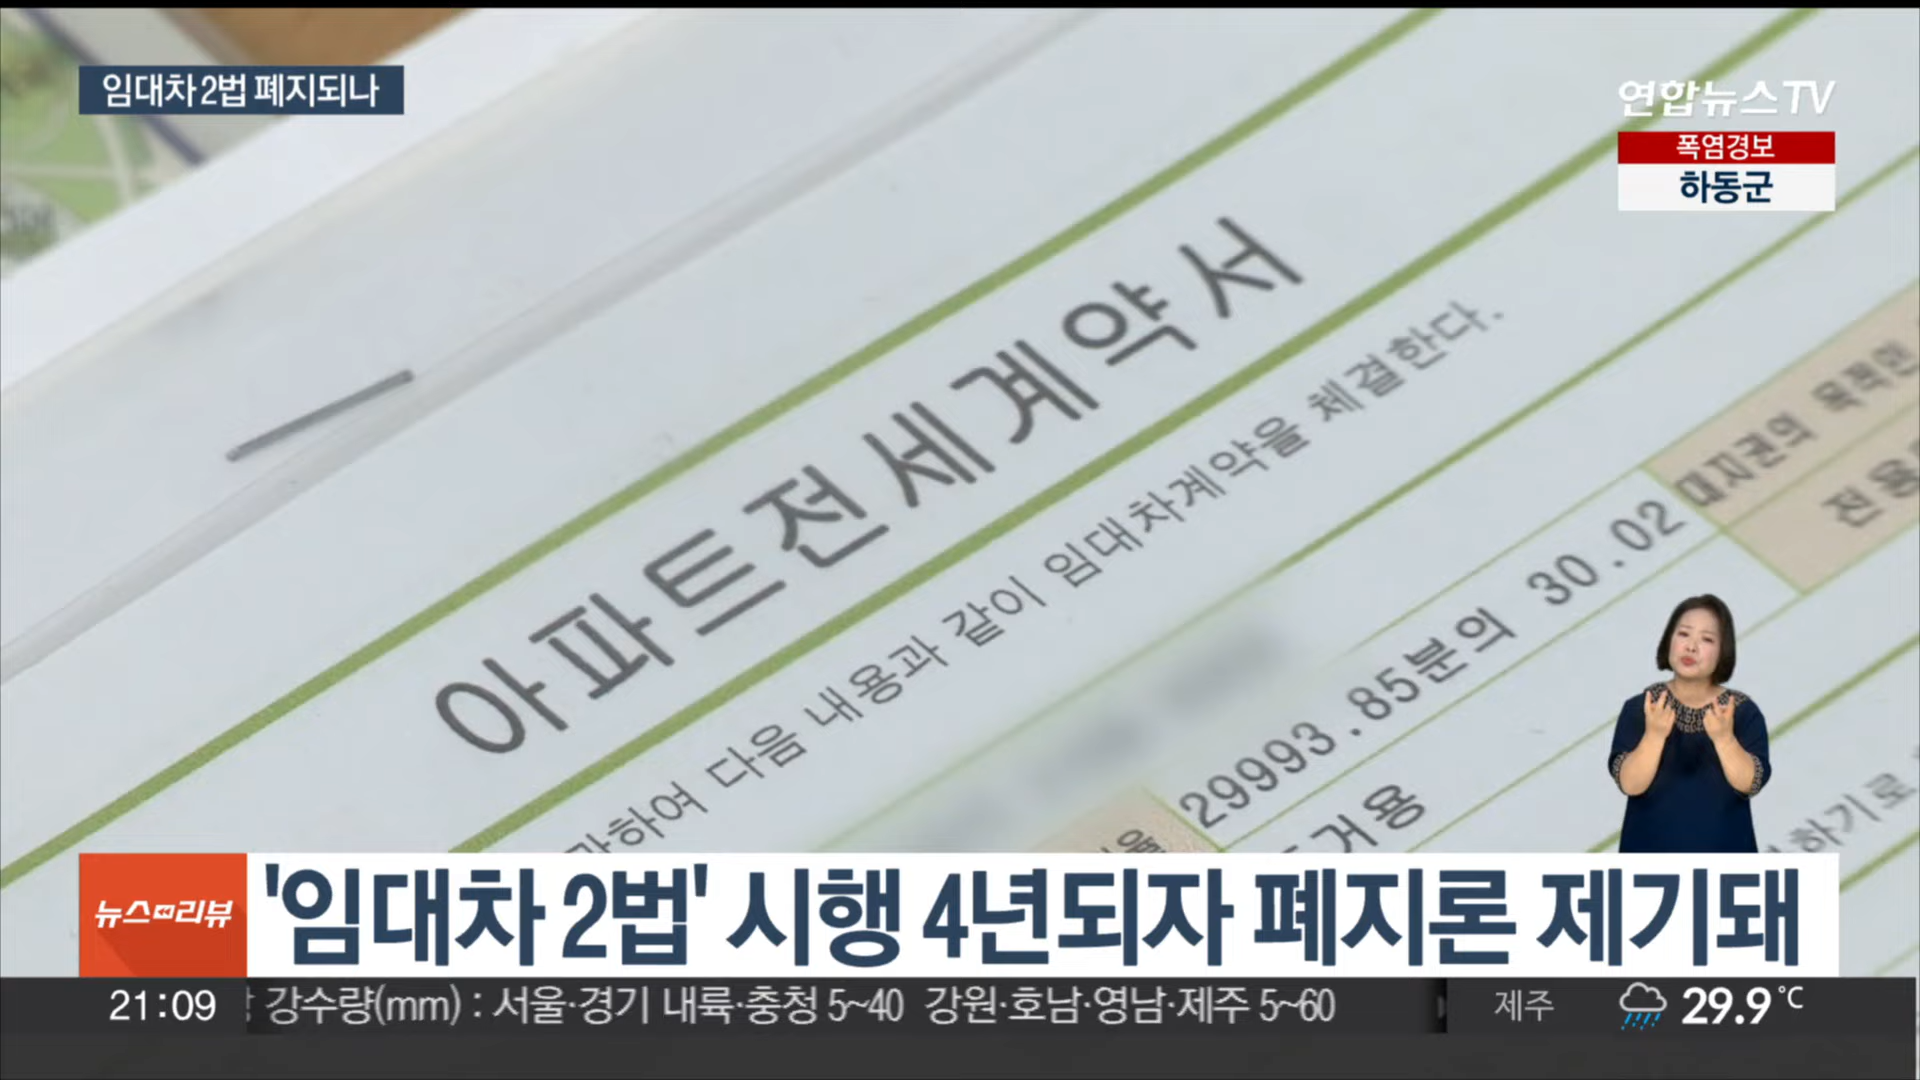 임대차 2법 폐지되나
연합뉴스TV
폭염경보
하동군
아파트전세계약서
다음 내용과 같이 임대차계약을 체결한다.
대지권의 목적인
29993.85분의 30.02
거용
하기로
'임대차 2법' 시행 4년되자 폐지론 제기돼
뉴스리뷰
21:09
강수량(mm) : 서울·경기 내륙·충청 5~40 강원·호남·영남·제주 5~60
제주
29.9℃